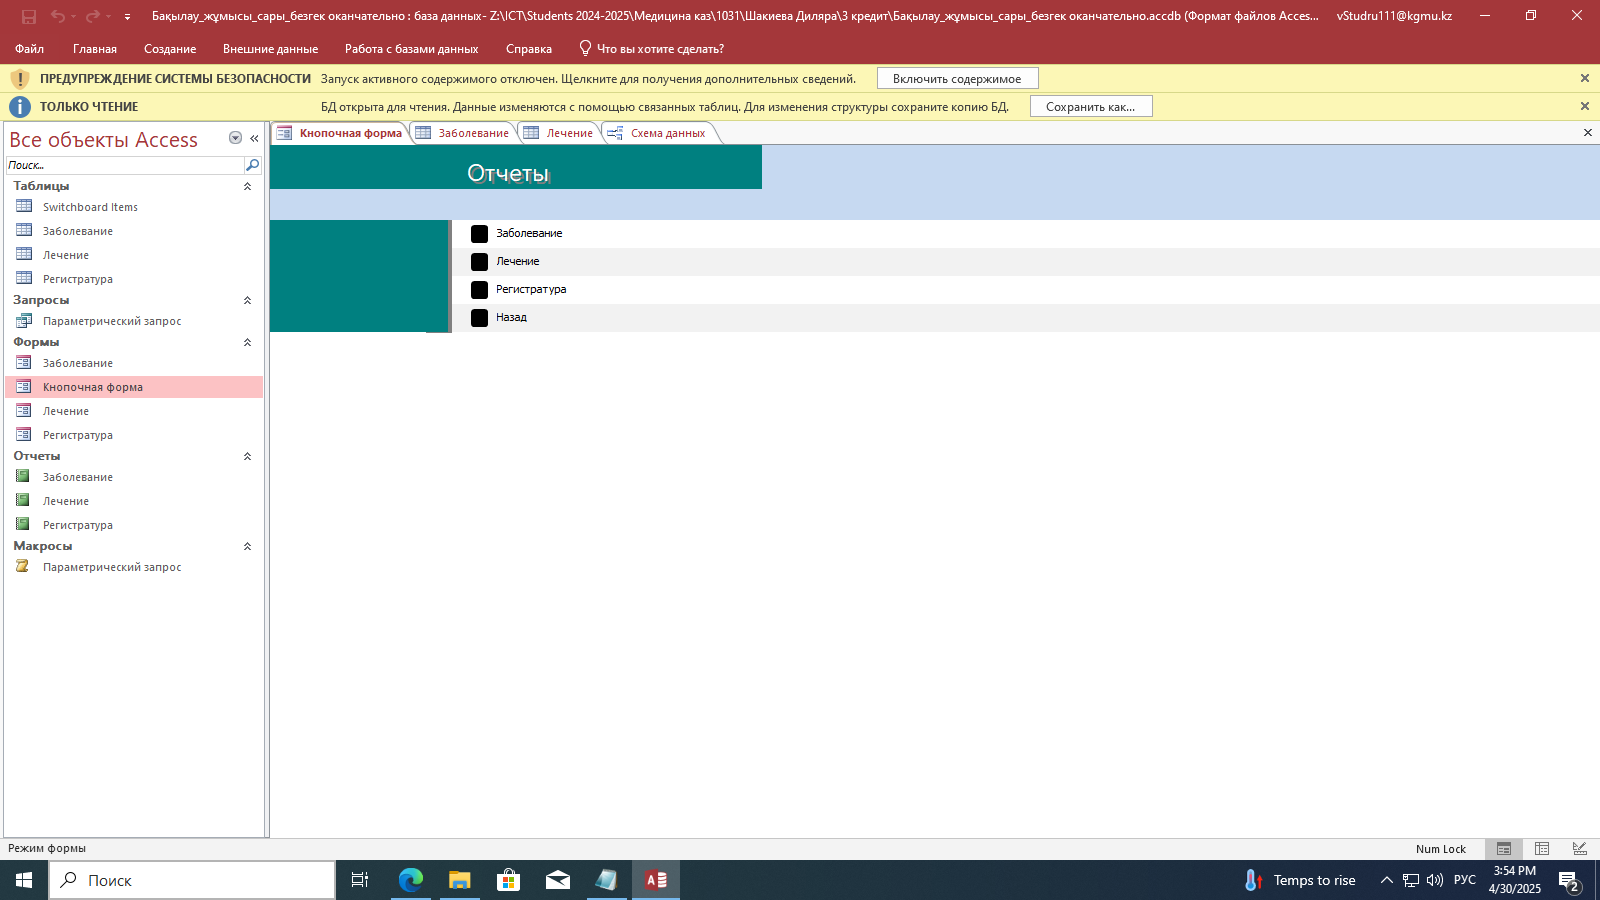 Бақылау_жұмысы_сары_безгек оканчательно : база данных- Z:\ICT\Students 2024-2025\Медицина каз\1031\Шакиева Диляра\3 кредит\Бақылау_жұмысы_сары_безгек оканчательно.accdb (Формат файлов Acces... vStudru111@kgmu.kz
Файл Главная Создание Внешние данные Работа с базами данных Справка Что вы хотите сделать?
ПРЕДУПРЕЖДЕНИЕ СИСТЕМЫ БЕЗОПАСНОСТИ Запуск активного содержимого отключен. Щелкните для получения дополнительных сведений. Включить содержимое
ТОЛЬКО ЧТЕНИЕ БД открыта для чтения. Данные изменяются с помощью связанных таблиц. Для изменения структуры сохраните копию БД. Сохранить как...
Все объекты Access
Поиск...
Таблицы
Switchboard Items
Заболевание
Лечение
Регистратура
Запросы
Параметрический запрос
Формы
Заболевание
Кнопочная форма
Лечение
Регистратура
Отчеты
Заболевание
Лечение
Регистратура
Макросы
Параметрический запрос
Кнопочная форма Заболевание Лечение Схема данных
Отчеты
Заболевание
Лечение
Регистратура
Назад
Режим формы Num Lock
Поиск
Temps to rise РУС
3:54 PM
4/30/2025
2